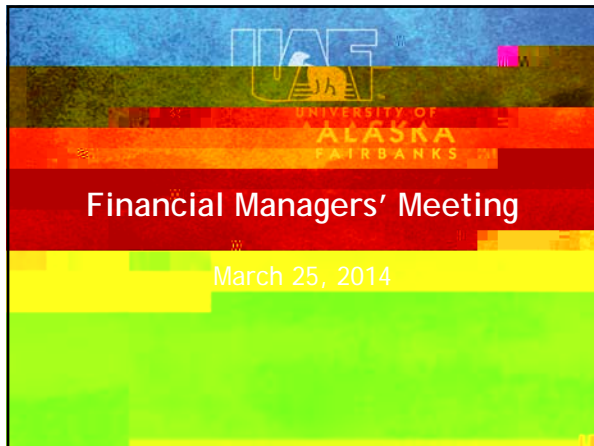 UAF
UNIVERSITY OF
ALASKA
FAIRBANKS
Financial Managers' Meeting
March 25, 2014